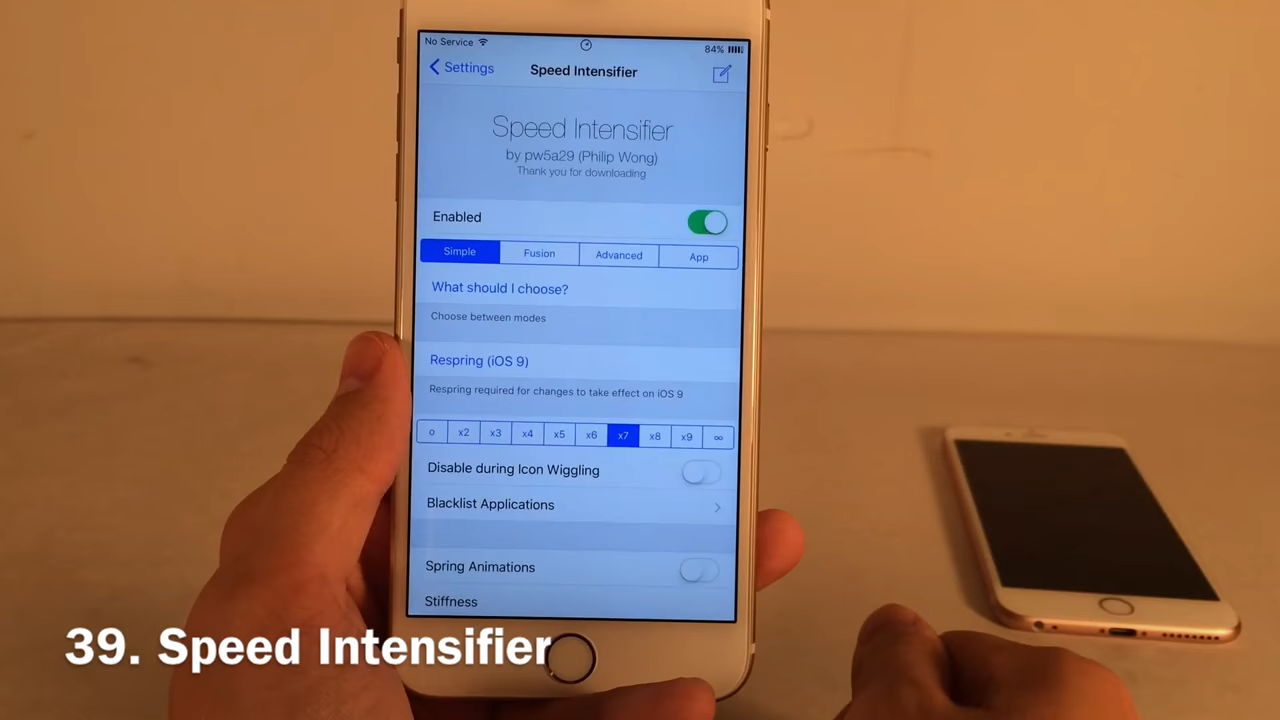 No Service 84%
Settings Speed Intensifier
Speed Intensifier
by pw5a29 (Philip Wong)
Thank you for downloading
Enabled
Simple Fusion Advanced App
What should I choose?
Choose between modes
Respring (iOS 9)
Respring required for changes to take effect on iOS 9
o x2 x3 x4 x5 x6 x7 x8 x9 ∞
Disable during Icon Wiggling
Blacklist Applications
Spring Animations
Stiffness
39. Speed Intensifier